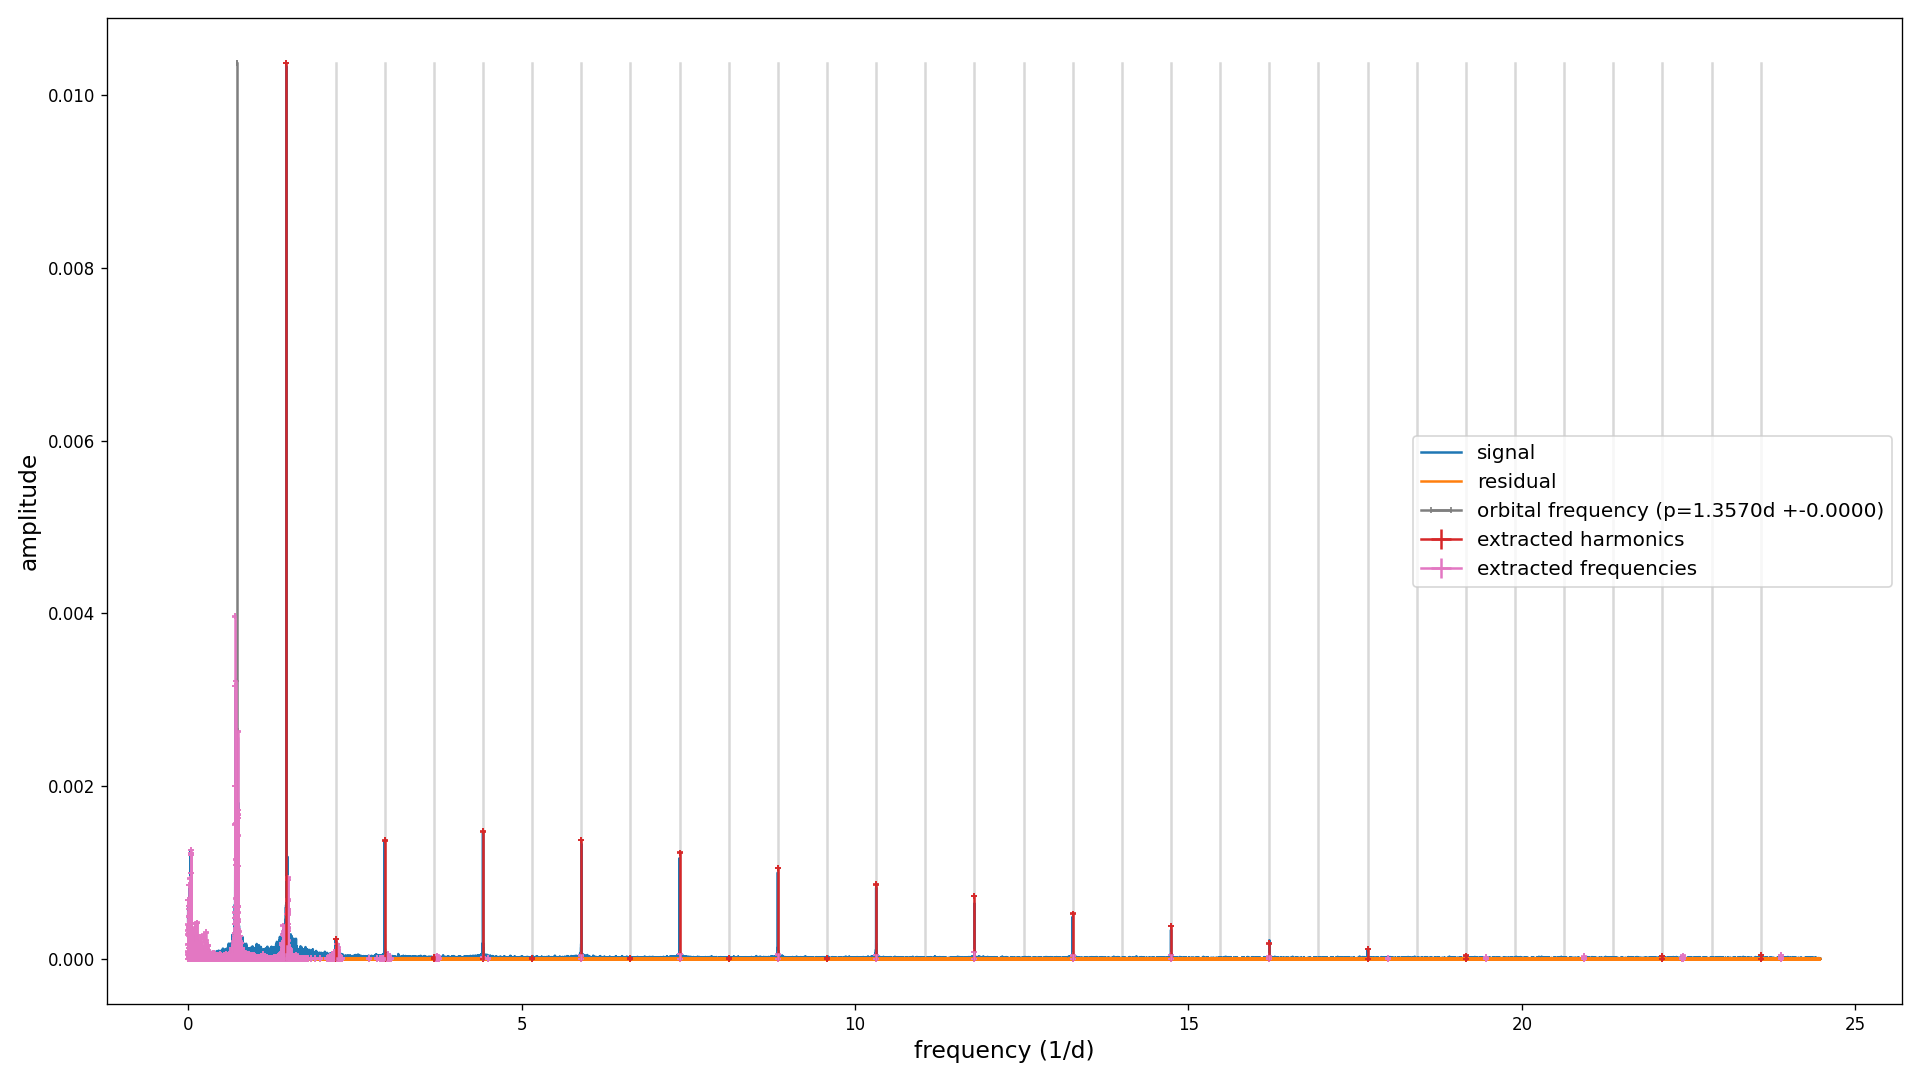 0.010
0.008
0.006
0.004
0.002
0.000
amplitude
signal
residual
orbital frequency (p=1.3570d +-0.0000)
extracted harmonics
extracted frequencies
0
5
10
15
20
25
frequency (1/d)